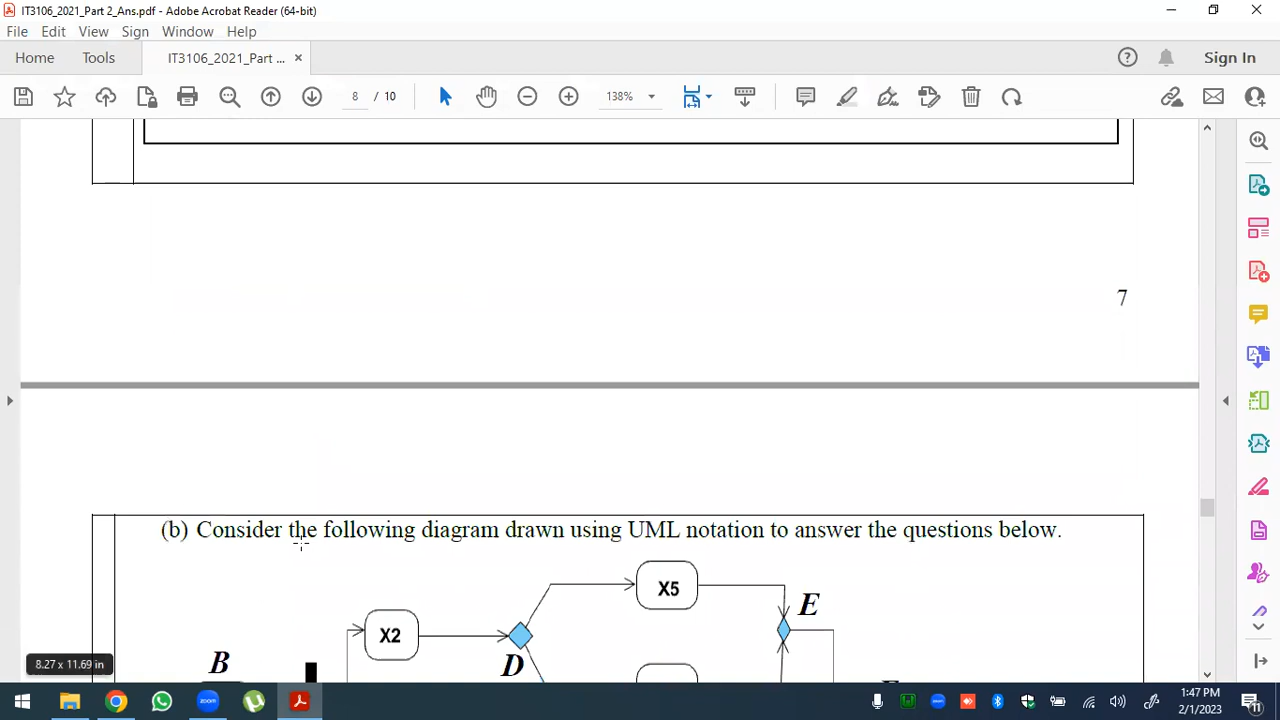 IT3106_2021_Part 2_Ans.pdf - Adobe Acrobat Reader (64-bit)
File Edit View Sign Window Help
Home Tools IT3106_2021_Part ... × Sign In
8 / 10 138%
7
(b) Consider the following diagram drawn using UML notation to answer the questions below.
X5
E
X2
D
B
8.27 x 11.69 in
1:47 PM
2/1/2023
11